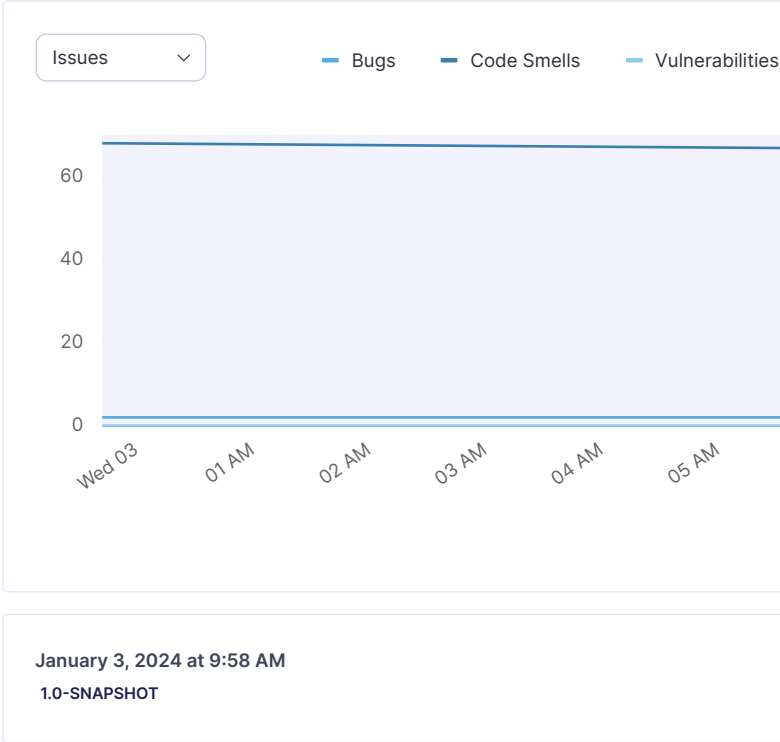 Issues
Bugs Code Smells Vulnerabilities
60
40
20
0
Wed 03 01 AM 02 AM 03 AM 04 AM 05 AM
January 3, 2024 at 9:58 AM
1.0-SNAPSHOT